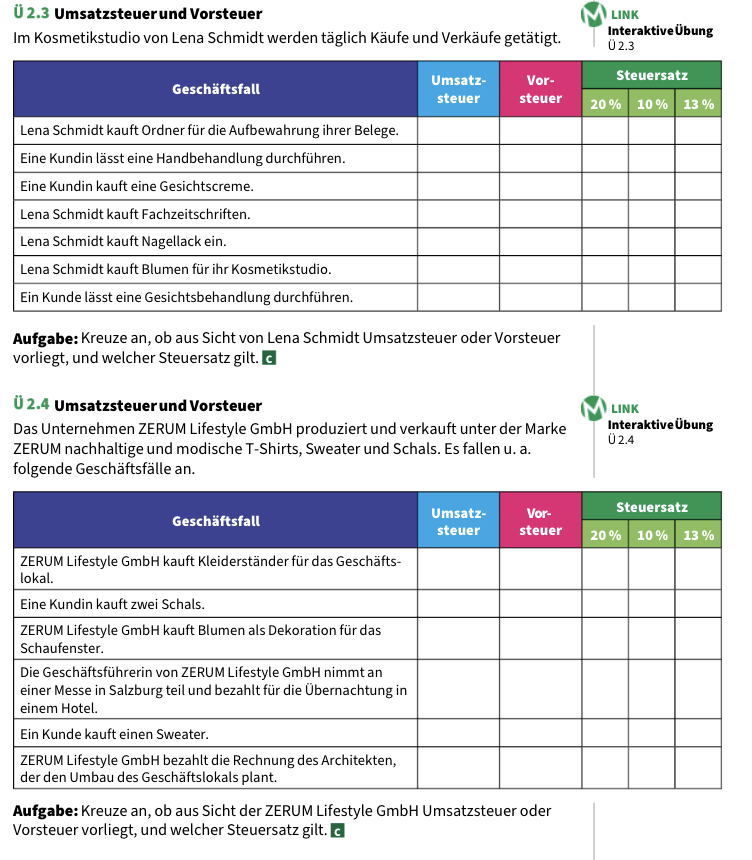 Ü 2.3 Umsatzsteuer und Vorsteuer
LINK
Interaktive Übung
Ü 2.3
Im Kosmetikstudio von Lena Schmidt werden täglich Käufe und Verkäufe getätigt.
Geschäftsfall
Umsatz-
steuer
Vor-
steuer
Steuersatz
20 % 10 % 13 %
Lena Schmidt kauft Ordner für die Aufbewahrung ihrer Belege.
Eine Kundin lässt eine Handbehandlung durchführen.
Eine Kundin kauft eine Gesichtscreme.
Lena Schmidt kauft Fachzeitschriften.
Lena Schmidt kauft Nagellack ein.
Lena Schmidt kauft Blumen für ihr Kosmetikstudio.
Ein Kunde lässt eine Gesichtsbehandlung durchführen.
Aufgabe: Kreuze an, ob aus Sicht von Lena Schmidt Umsatzsteuer oder Vorsteuer
vorliegt, und welcher Steuersatz gilt. C
Ü 2.4 Umsatzsteuer und Vorsteuer
LINK
Interaktive Übung
Ü 2.4
Das Unternehmen ZERUM Lifestyle GmbH produziert und verkauft unter der Marke
ZERUM nachhaltige und modische T-Shirts, Sweater und Schals. Es fallen u. a.
folgende Geschäftsfälle an.
Geschäftsfall
Umsatz-
steuer
Vor-
steuer
Steuersatz
20 % 10 % 13 %
ZERUM Lifestyle GmbH kauft Kleiderständer für das Geschäfts-
lokal.
Eine Kundin kauft zwei Schals.
ZERUM Lifestyle GmbH kauft Blumen als Dekoration für das
Schaufenster.
Die Geschäftsführerin von ZERUM Lifestyle GmbH nimmt an
einer Messe in Salzburg teil und bezahlt für die Übernachtung in
einem Hotel.
Ein Kunde kauft einen Sweater.
ZERUM Lifestyle GmbH bezahlt die Rechnung des Architekten,
der den Umbau des Geschäftslokals plant.
Aufgabe: Kreuze an, ob aus Sicht der ZERUM Lifestyle GmbH Umsatzsteuer oder
Vorsteuer vorliegt, und welcher Steuersatz gilt. C